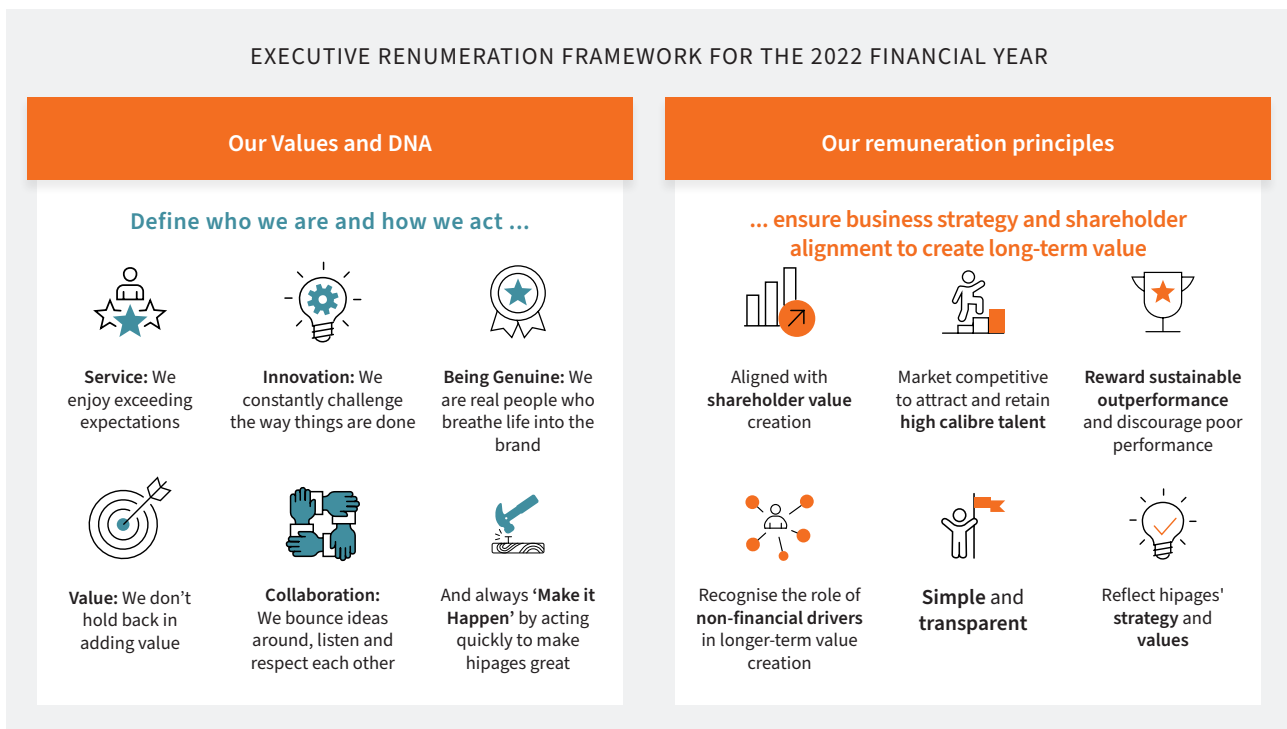 EXECUTIVE RENUMERATION FRAMEWORK FOR THE 2022 FINANCIAL YEAR
Our Values and DNA
Define who we are and how we act ...
Service: We
enjoy exceeding
expectations
Innovation: We
constantly challenge
the way things are done
Being Genuine: We
are real people who
breathe life into the
brand
Value: We don’t
hold back in
adding value
Collaboration:
We bounce ideas
around, listen and
respect each other
And always ‘Make it
Happen’ by acting
quickly to make
hipages great
Our remuneration principles
... ensure business strategy and shareholder
alignment to create long-term value
Aligned with
shareholder value
creation
Market competitive
to attract and retain
high calibre talent
Reward sustainable
outperformance
and discourage poor
performance
Recognise the role of
non-financial drivers
in longer-term value
creation
Simple and
transparent
Reflect hipages'
strategy and
values